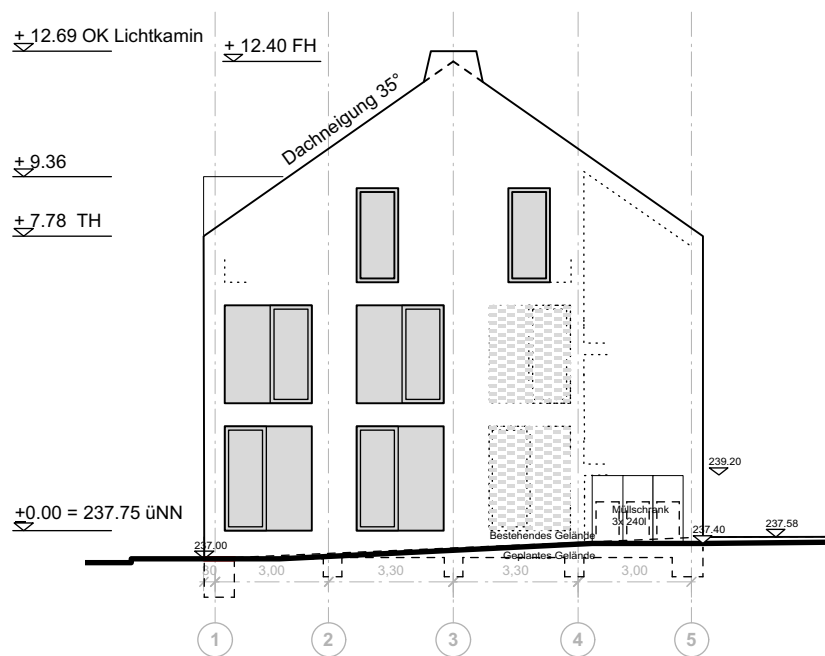 + 12.69 OK Lichtkamin
+ 12.40 FH
Dachneigung 35°
+ 9.36
+ 7.78 TH
239.20
+0.00 = 237.75 üNN
Müllschrank
3x 240l
237.58
237.40
Bestehendes Gelände
237.00
Geplantes Gelände
30
3,00
3,30
3,30
3,00
1
2
3
4
5